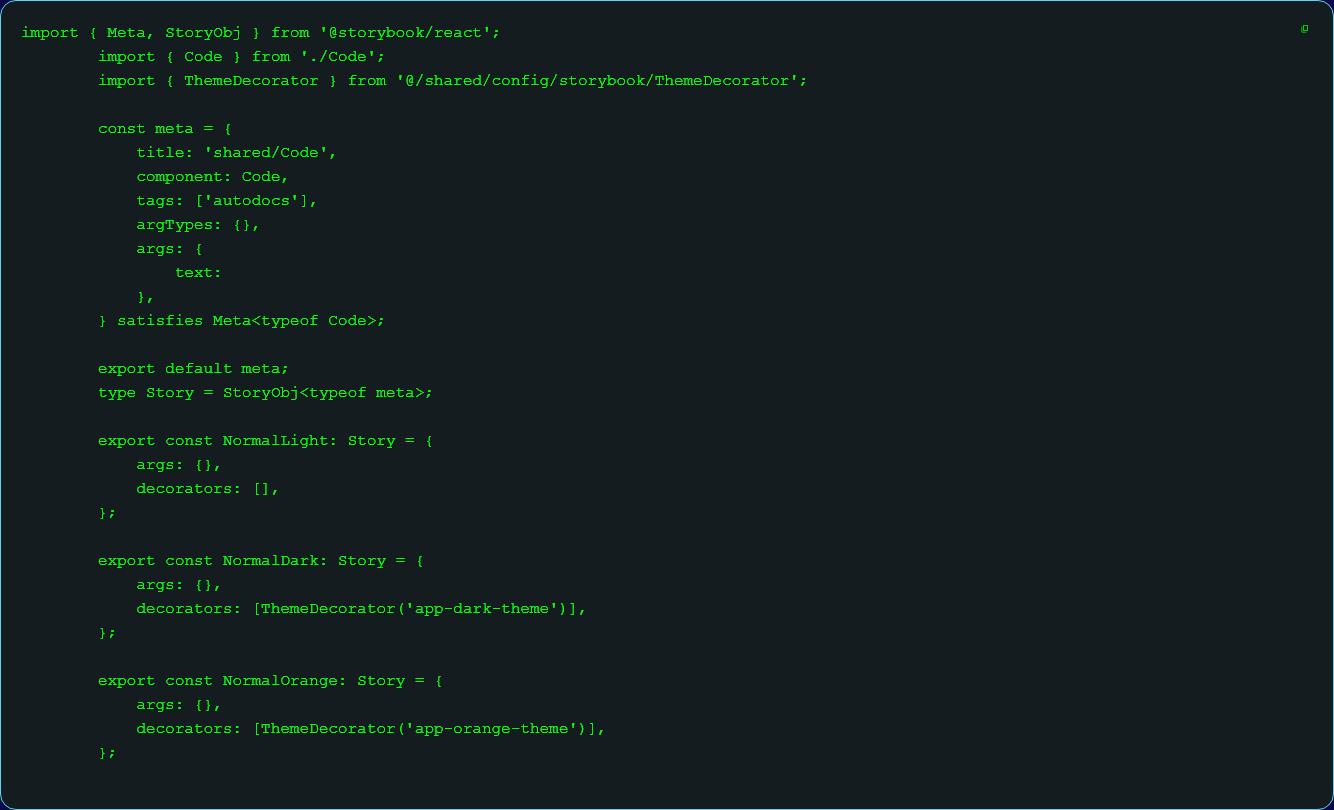 import { Meta, StoryObj } from '@storybook/react';
        import { Code } from './Code';
        import { ThemeDecorator } from '@/shared/config/storybook/ThemeDecorator';

        const meta = {
            title: 'shared/Code',
            component: Code,
            tags: ['autodocs'],
            argTypes: {},
            args: {
                text:
            },
        } satisfies Meta<typeof Code>;

        export default meta;
        type Story = StoryObj<typeof meta>;

        export const NormalLight: Story = {
            args: {},
            decorators: [],
        };

        export const NormalDark: Story = {
            args: {},
            decorators: [ThemeDecorator('app-dark-theme')],
        };

        export const NormalOrange: Story = {
            args: {},
            decorators: [ThemeDecorator('app-orange-theme')],
        };